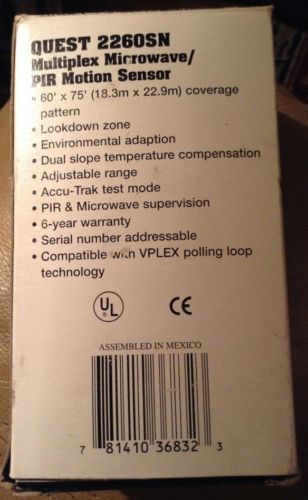 QUEST 2260SN
Multiplex Microwave/
PIR Motion Sensor
• 60' x 75' (18.3m x 22.9m) coverage
pattern
• Lookdown zone
• Environmental adaption
• Dual slope temperature compensation
• Adjustable range
• Accu-Trak test mode
• PIR & Microwave supervision
• 6-year warranty
• Serial number addressable
• Compatible with VPLEX polling loop
technology
UL CE
ASSEMBLED IN MEXICO
7 81410 36832 3